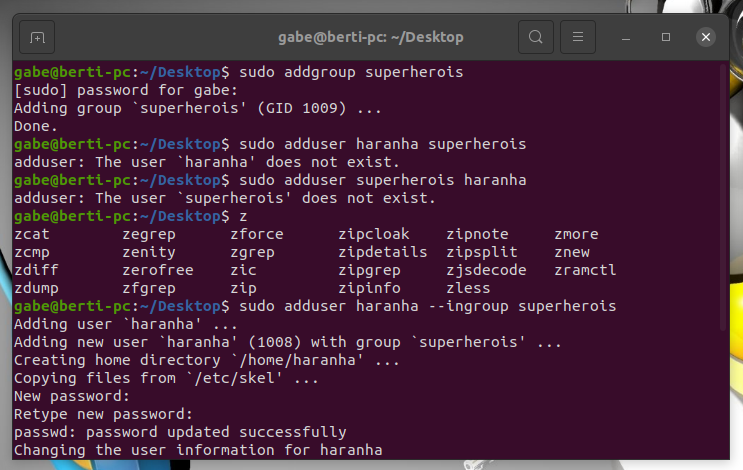 gabe@berti-pc: ~/Desktop
gabe@berti-pc:~/Desktop$ sudo addgroup superherois
[sudo] password for gabe:
Adding group `superherois' (GID 1009) ...
Done.
gabe@berti-pc:~/Desktop$ sudo adduser haranha superherois
adduser: The user `haranha' does not exist.
gabe@berti-pc:~/Desktop$ sudo adduser superherois haranha
adduser: The user `superherois' does not exist.
gabe@berti-pc:~/Desktop$ z
zcat zegrep zforce zipcloak zipnote zmore
zcmp zenity zgrep zipdetails zipsplit znew
zdiff zerofree zic zipgrep zjsdecode zramctl
zdump zfgrep zip zipinfo zless
gabe@berti-pc:~/Desktop$ sudo adduser haranha --ingroup superherois
Adding user `haranha' ...
Adding new user `haranha' (1008) with group `superherois' ...
Creating home directory `/home/haranha' ...
Copying files from `/etc/skel' ...
New password:
Retype new password:
passwd: password updated successfully
Changing the user information for haranha